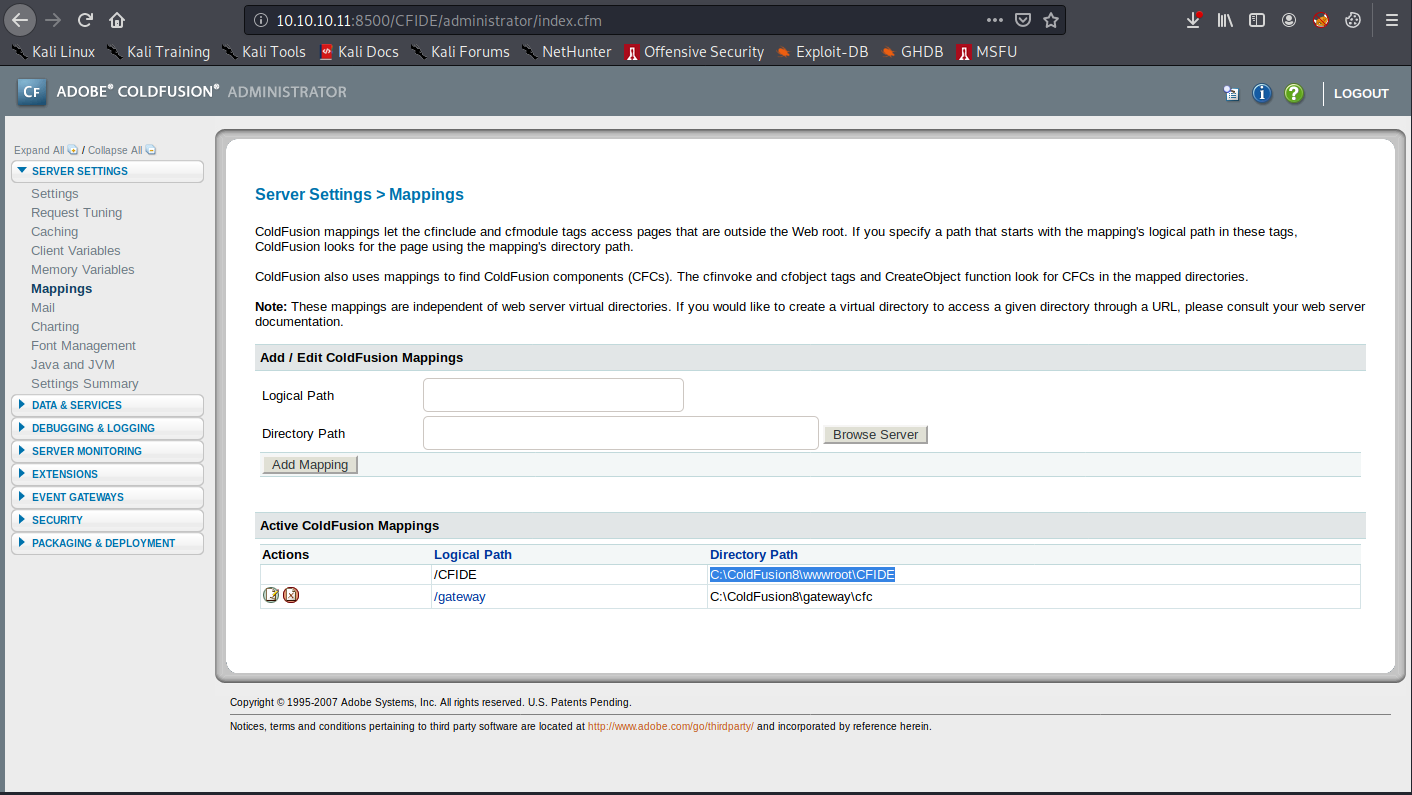 10.10.10.11:8500/CFIDE/administrator/index.cfm
Kali Linux Kali Training Kali Tools Kali Docs Kali Forums NetHunter Offensive Security Exploit-DB GHDB MSFU
CF ADOBE® COLDFUSION® ADMINISTRATOR LOGOUT
Expand All / Collapse All
SERVER SETTINGS
Settings
Request Tuning
Caching
Client Variables
Memory Variables
Mappings
Mail
Charting
Font Management
Java and JVM
Settings Summary
DATA & SERVICES
DEBUGGING & LOGGING
SERVER MONITORING
EXTENSIONS
EVENT GATEWAYS
SECURITY
PACKAGING & DEPLOYMENT
Server Settings > Mappings
ColdFusion mappings let the cfinclude and cfmodule tags access pages that are outside the Web root. If you specify a path that starts with the mapping's logical path in these tags,
ColdFusion looks for the page using the mapping's directory path.
ColdFusion also uses mappings to find ColdFusion components (CFCs). The cfinvoke and cfobject tags and CreateObject function look for CFCs in the mapped directories.
Note: These mappings are independent of web server virtual directories. If you would like to create a virtual directory to access a given directory through a URL, please consult your web server
documentation.
Add / Edit ColdFusion Mappings
Logical Path
Directory Path Browse Server
Add Mapping
Active ColdFusion Mappings
Actions Logical Path Directory Path
/CFIDE C:\ColdFusion8\wwwroot\CFIDE
/gateway C:\ColdFusion8\gateway\cfc
Copyright © 1995-2007 Adobe Systems, Inc. All rights reserved. U.S. Patents Pending.
Notices, terms and conditions pertaining to third party software are located at http://www.adobe.com/go/thirdparty/ and incorporated by reference herein.